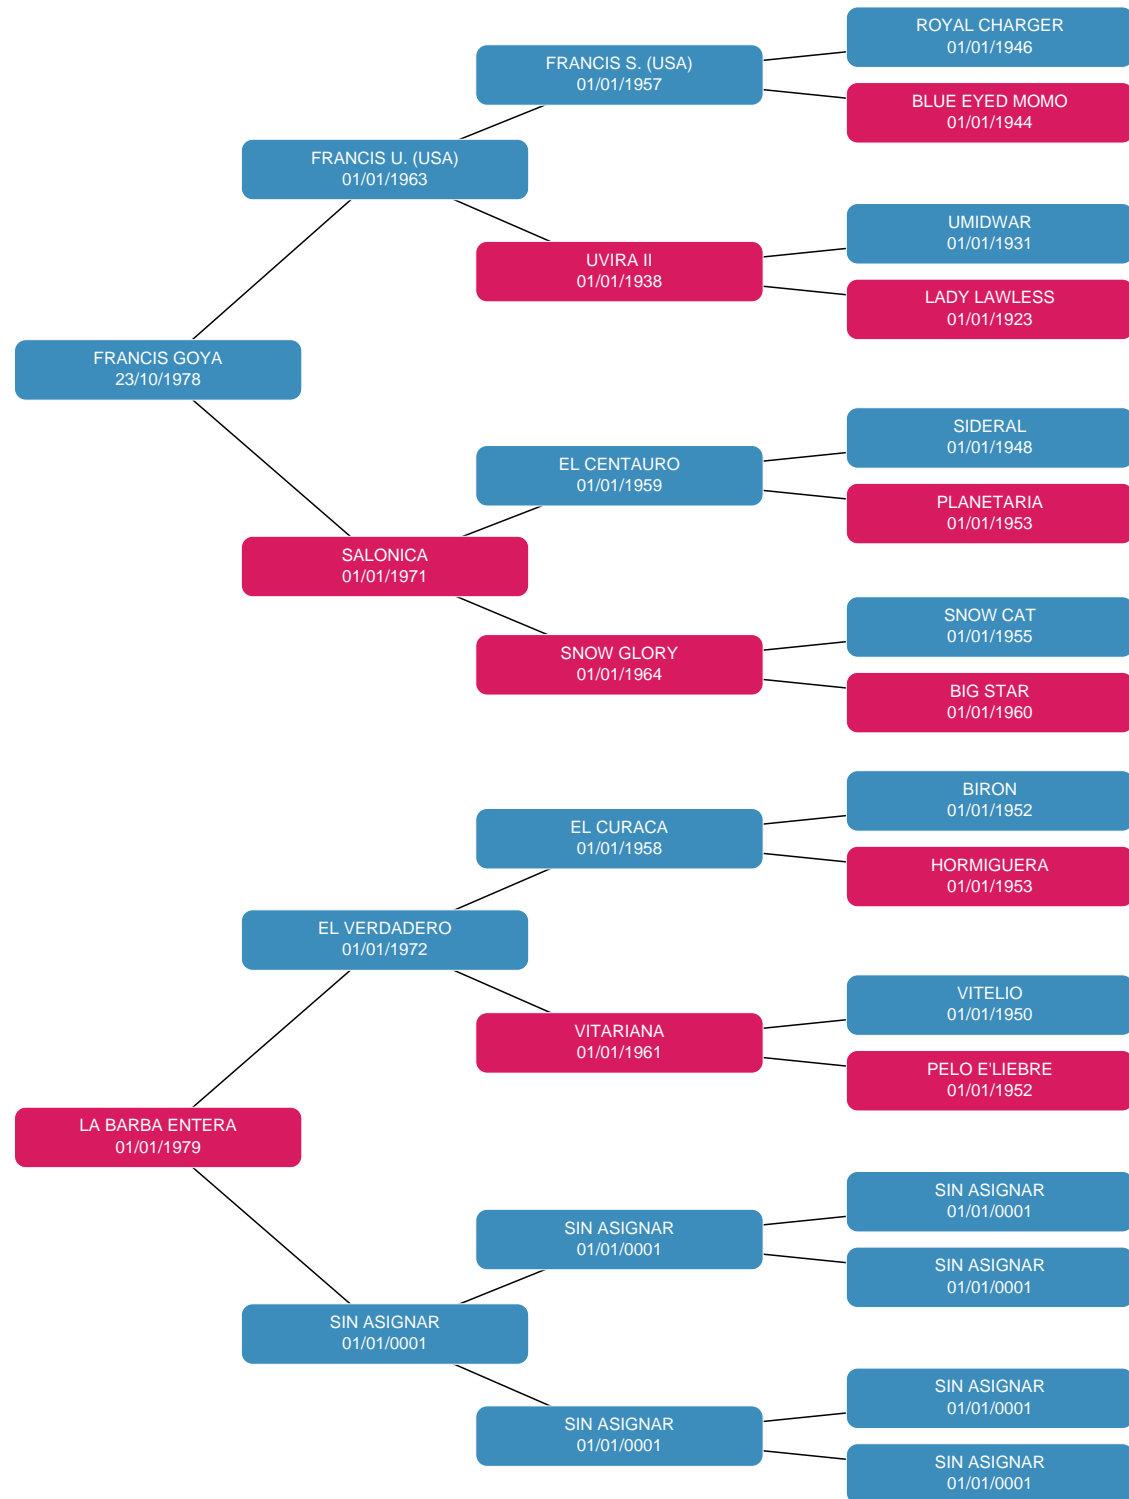 ROYAL CHARGER
01/01/1946
FRANCIS S. (USA)
01/01/1957
BLUE EYED MOMO
01/01/1944
FRANCIS U. (USA)
01/01/1963
UMIDWAR
01/01/1931
UVIRA II
01/01/1938
LADY LAWLESS
01/01/1923
FRANCIS GOYA
23/10/1978
SIDERAL
01/01/1948
EL CENTAURO
01/01/1959
PLANETARIA
01/01/1953
SALONICA
01/01/1971
SNOW CAT
01/01/1955
SNOW GLORY
01/01/1964
BIG STAR
01/01/1960
BIRON
01/01/1952
EL CURACA
01/01/1958
HORMIGUERA
01/01/1953
EL VERDADERO
01/01/1972
VITELIO
01/01/1950
VITARIANA
01/01/1961
PELO E'LIEBRE
01/01/1952
LA BARBA ENTERA
01/01/1979
SIN ASIGNAR
01/01/0001
SIN ASIGNAR
01/01/0001
SIN ASIGNAR
01/01/0001
SIN ASIGNAR
01/01/0001
SIN ASIGNAR
01/01/0001
SIN ASIGNAR
01/01/0001
SIN ASIGNAR
01/01/0001